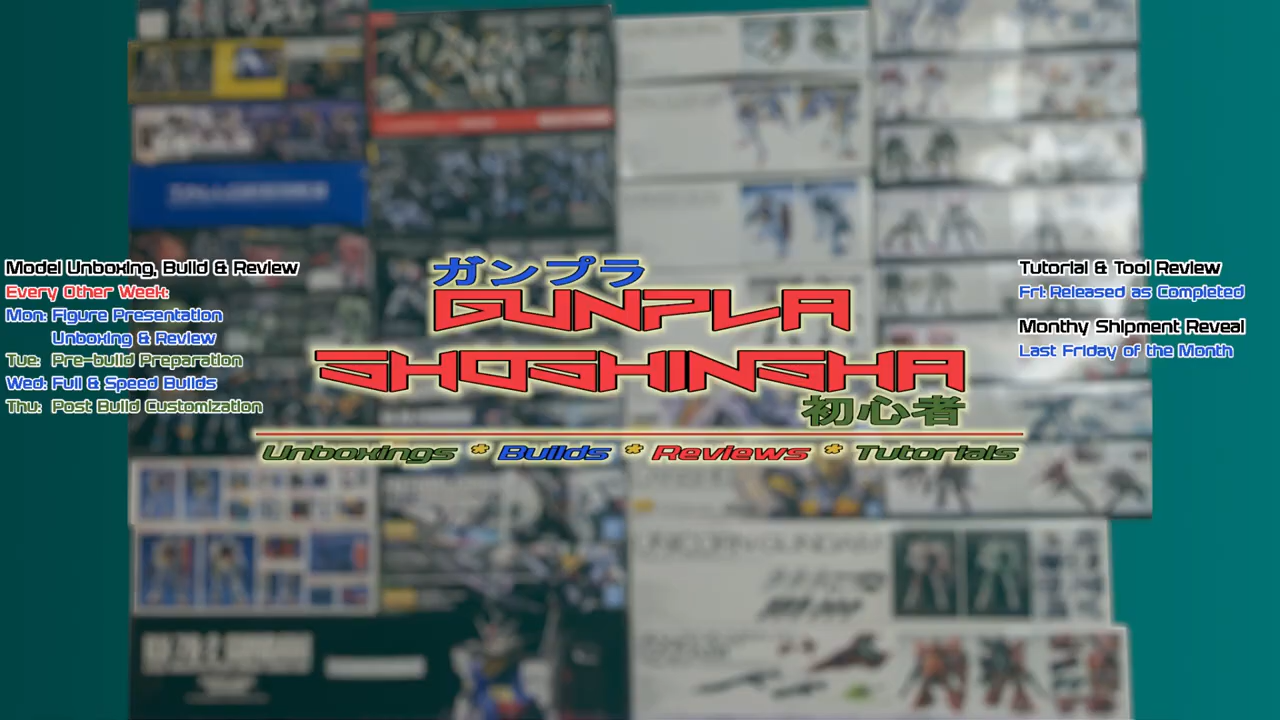 Model Unboxing, Build & Review
Every Other Week:
Mon: Figure Presentation
Unboxing & Review
Tue: Pre-build Preparation
Wed: Full & Speed Builds
Thu: Post Build Customization
ガンプラ
GUNPLA
SHOSHINSHA
初心者
Unboxings * Builds * Reviews * Tutorials
Tutorial & Tool Review
Fri: Released as Completed
Monthy Shipment Reveal
Last Friday of the Month
UNICORN GUNDAM